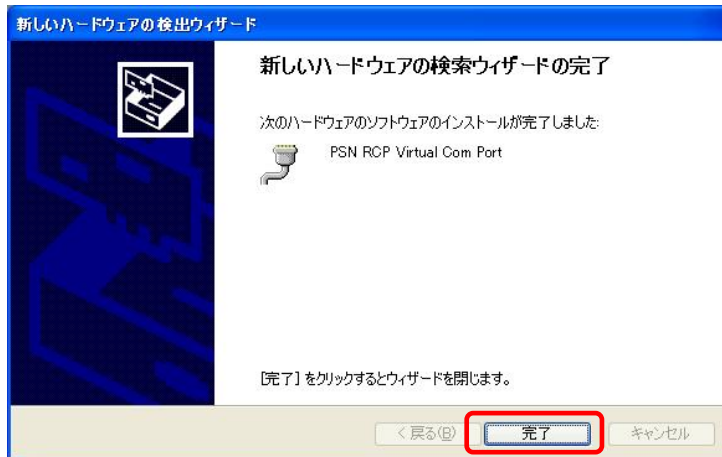 新しいハードウェアの検出ウィザード
新しいハードウェアの検索ウィザードの完了
次のハードウェアのソフトウェアのインストールが完了しました:
PSN RCP Virtual Com Port
[完了] をクリックするとウィザードを閉じます。
< 戻る(B)
完了
キャンセル